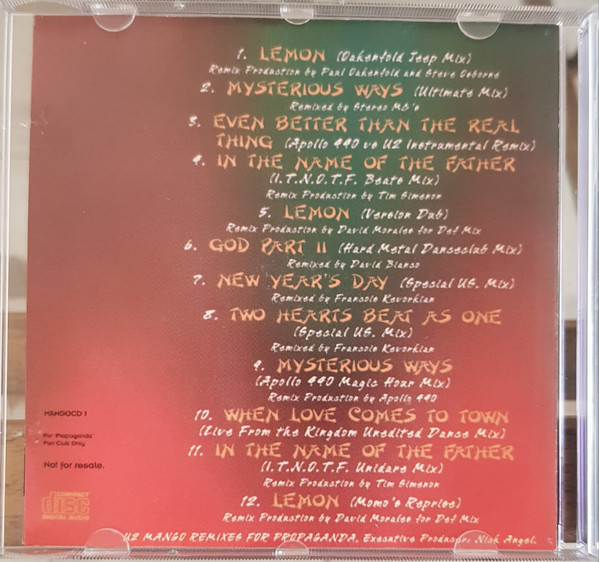 1. LEMON (Oakenfold Jeep Mix)
Remix Production by Paul Oakenfold and Steve Osborne
2. MYSTERIOUS WAYS (Ultimate Mix)
Remixed by Stereo MC's
3. EVEN BETTER THAN THE REAL
THING (Apollo 440 vs U2 Instrumental Remix)
4. IN THE NAME OF THE FATHER
(I.T.N.O.T.F. Beats Mix)
Remix Production by Tim Simenon
5. LEMON (Version Dub)
Remix Production by David Morales for Def Mix
6. GOD PART II (Hard Metal Danceclub Mix)
Remixed by David Bianco
7. NEW YEAR'S DAY (Special US. Mix)
Remixed by Francois Kevorkian
8. TWO HEARTS BEAT AS ONE
(Special US. Mix)
Remixed by Francois Kevorkian
9. MYSTERIOUS WAYS
(Apollo 440 Magic Hour Mix)
Remixed by Apollo 440
10. WHEN LOVE COMES TO TOWN
(Live From the Kingdom Unedited Dance Mix)
11. IN THE NAME OF THE FATHER
(I.T.N.O.T.F. Unidare Mix)
Remix Production by Tim Simenon
12. LEMON (Momo's Reprise)
Remix Production by David Morales for Def Mix
U2 MANGO REMIXES FOR PROPAGANDA. Executive Producer: Nick Angel.
MANGOCD 1
For 'Propaganda'
Fan Club Only
Not for resale.
COMPACT
disc
DIGITAL AUDIO